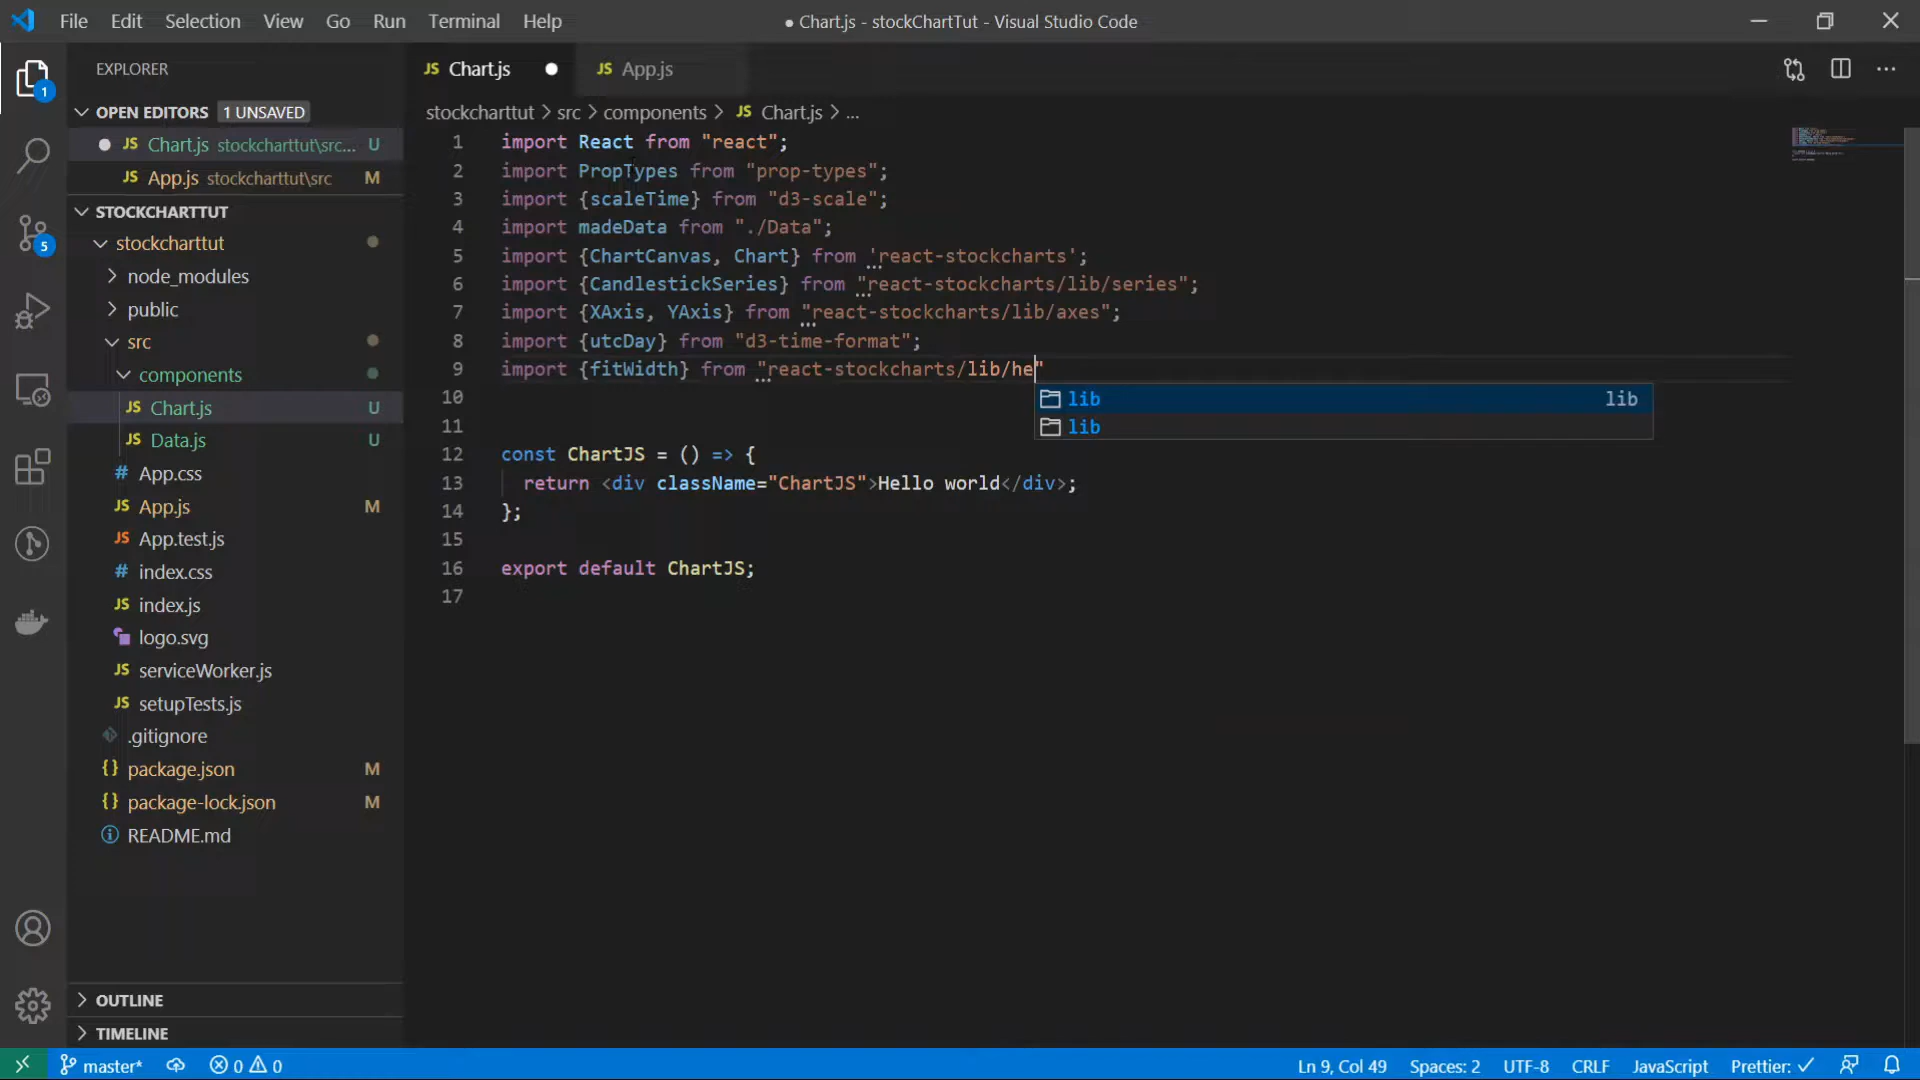 File Edit Selection View Go Run Terminal Help
● Chart.js - stockChartTut - Visual Studio Code
EXPLORER
OPEN EDITORS 1 UNSAVED
JS Chart.js stockcharttut\src... U
JS App.js stockcharttut\src M
STOCKCHARTTUT
stockcharttut
node_modules
public
src
components
JS Chart.js U
JS Data.js U
# App.css
JS App.js M
JS App.test.js
# index.css
JS index.js
logo.svg
JS serviceWorker.js
JS setupTests.js
.gitignore
{} package.json M
{} package-lock.json M
README.md
OUTLINE
TIMELINE
1
5
JS Chart.js ●
JS App.js
stockcharttut > src > components > JS Chart.js > ...
1 import React from "react";
2 import PropTypes from "prop-types";
3 import {scaleTime} from "d3-scale";
4 import madeData from "./Data";
5 import {ChartCanvas, Chart} from 'react-stockcharts';
6 import {CandlestickSeries} from "react-stockcharts/lib/series";
7 import {XAxis, YAxis} from "react-stockcharts/lib/axes";
8 import {utcDay} from "d3-time-format";
9 import {fitWidth} from "react-stockcharts/lib/he"
lib lib
lib
10
11
12 const ChartJS = () => {
13 return <div className="ChartJS">Hello world</div>;
14 };
15
16 export default ChartJS;
17
master* 0 0
Ln 9, Col 49 Spaces: 2 UTF-8 CRLF JavaScript Prettier: ✓